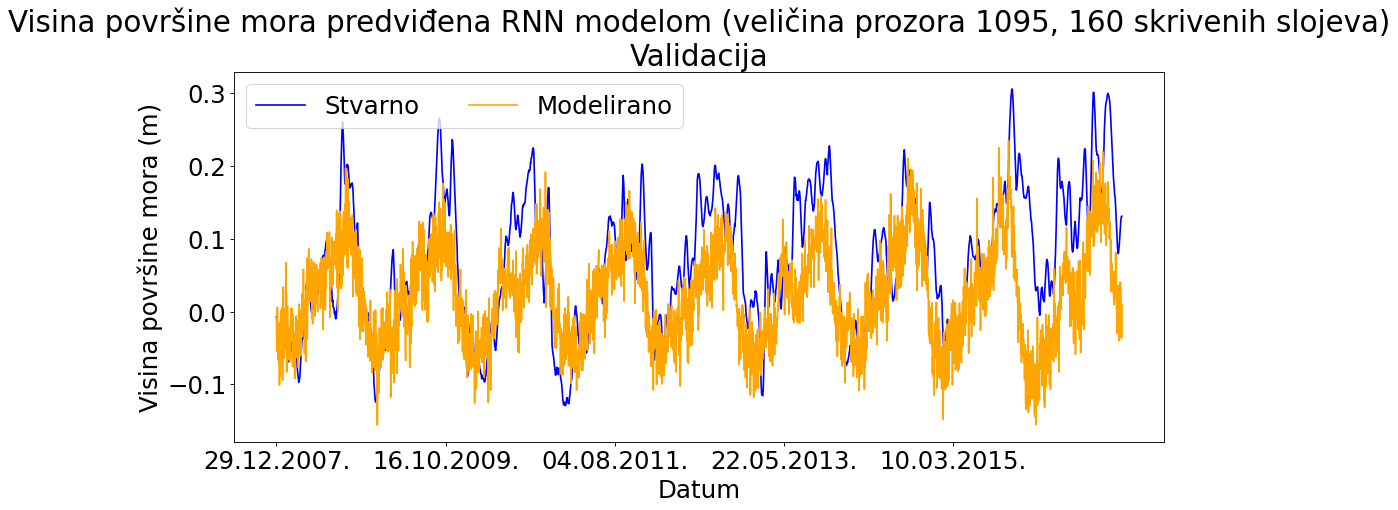 Visina površine mora predviđena RNN modelom (veličina prozora 1095, 160 skrivenih slojeva)
Validacija
Stvarno Modelirano
Visina površine mora (m)
0.3
0.2
0.1
0.0
−0.1
29.12.2007. 16.10.2009. 04.08.2011. 22.05.2013. 10.03.2015.
Datum